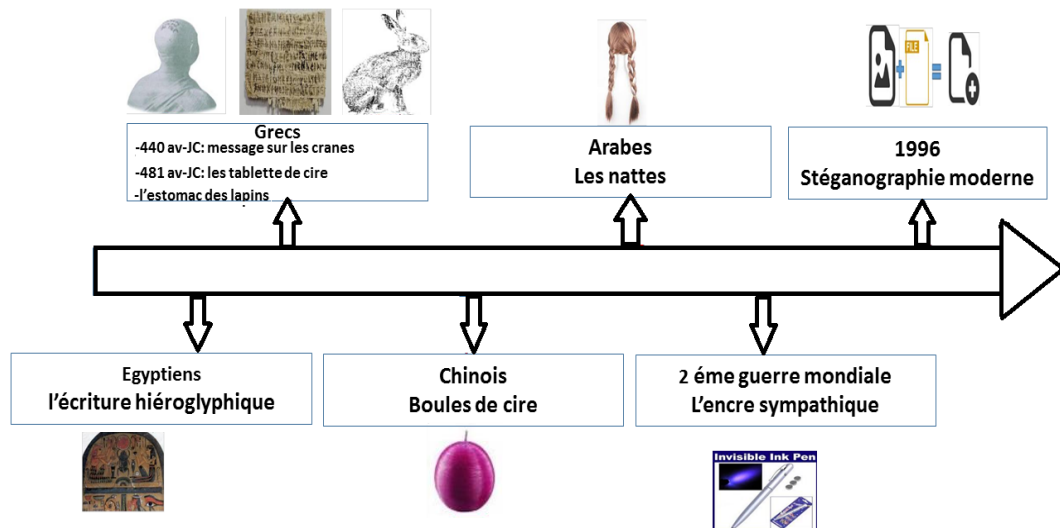 Grecs
-440 av-JC: message sur les cranes
-481 av-JC: les tablette de cire
-l’estomac des lapins
Arabes
Les nattes
FILE
1996
Stéganographie moderne
Egyptiens
l’écriture hiéroglyphique
Chinois
Boules de cire
2 éme guerre mondiale
L’encre sympathique
Invisible Ink Pen